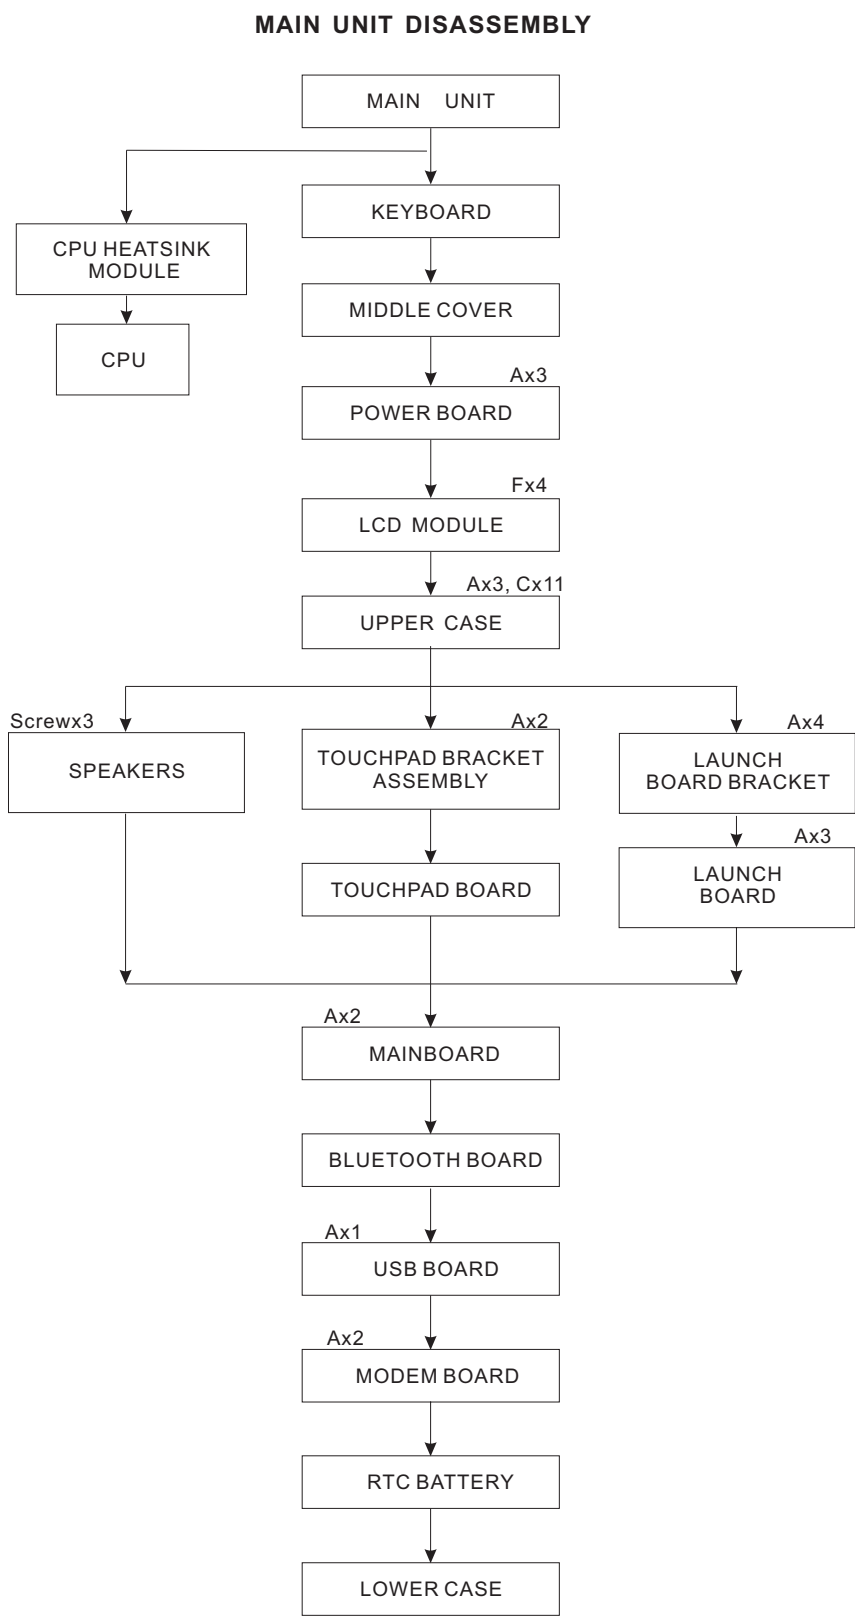 MAIN UNIT DISASSEMBLY
MAIN UNIT
KEYBOARD
CPU HEATSINK
MODULE
MIDDLE COVER
CPU
Ax3
POWER BOARD
Fx4
LCD MODULE
Ax3, Cx11
UPPER CASE
Screwx3
SPEAKERS
Ax2
TOUCHPAD BRACKET
ASSEMBLY
Ax4
LAUNCH
BOARD BRACKET
Ax3
LAUNCH
BOARD
TOUCHPAD BOARD
Ax2
MAINBOARD
BLUETOOTH BOARD
Ax1
USB BOARD
Ax2
MODEM BOARD
RTC BATTERY
LOWER CASE